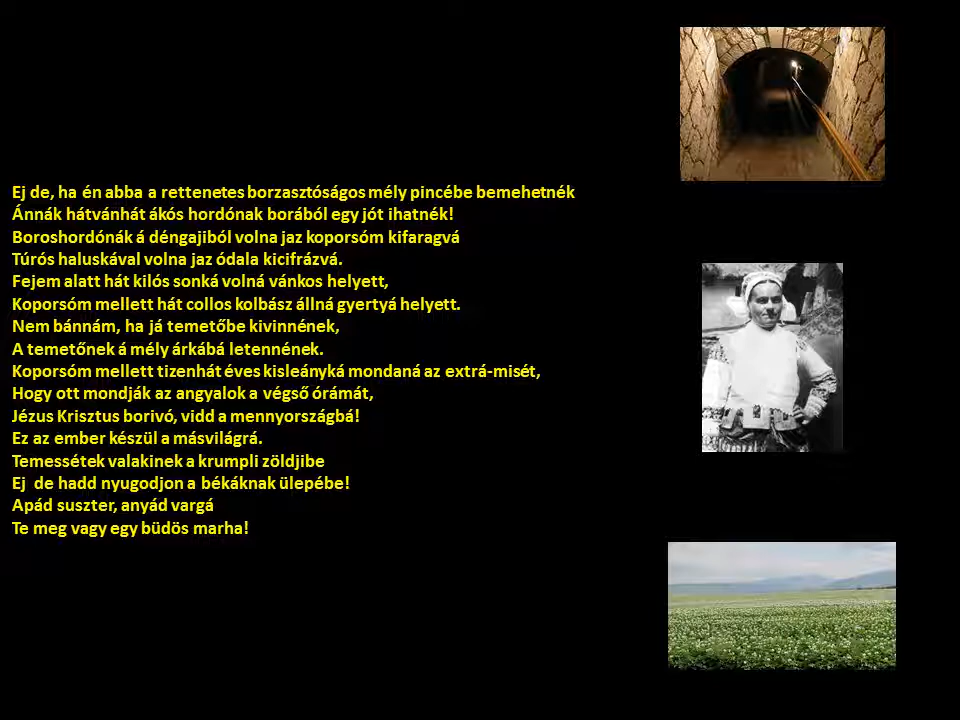 Ej de, ha én abba a rettenetes borzasztóságos mély pincébe bemehetnék
Ánnák hátvánhát ákós hordónak borából egy jót ihatnék!
Boroshordónák á déngajiból volna jaz koporsóm kifaragvá
Túrós haluskával volna jaz ódala kicifrázvá.
Fejem alatt hát kilós sonká volná vánkos helyett,
Koporsóm mellett hát collos kolbász állná gyertyá helyett.
Nem bánnám, ha já temetőbe kivinnének,
A temetőnek á mély árkábá letennének.
Koporsóm mellett tizenhát éves kisleányká mondaná az extrá-misét,
Hogy ott mondják az angyalok a végső órámát,
Jézus Krisztus borivó, vidd a mennyországbá!
Ez az ember készül a másvilágrá.
Temessétek valakinek a krumpli zöldjibe
Ej  de hadd nyugodjon a békáknak ülepébe!
Apád suszter, anyád vargá
Te meg vagy egy büdös marha!